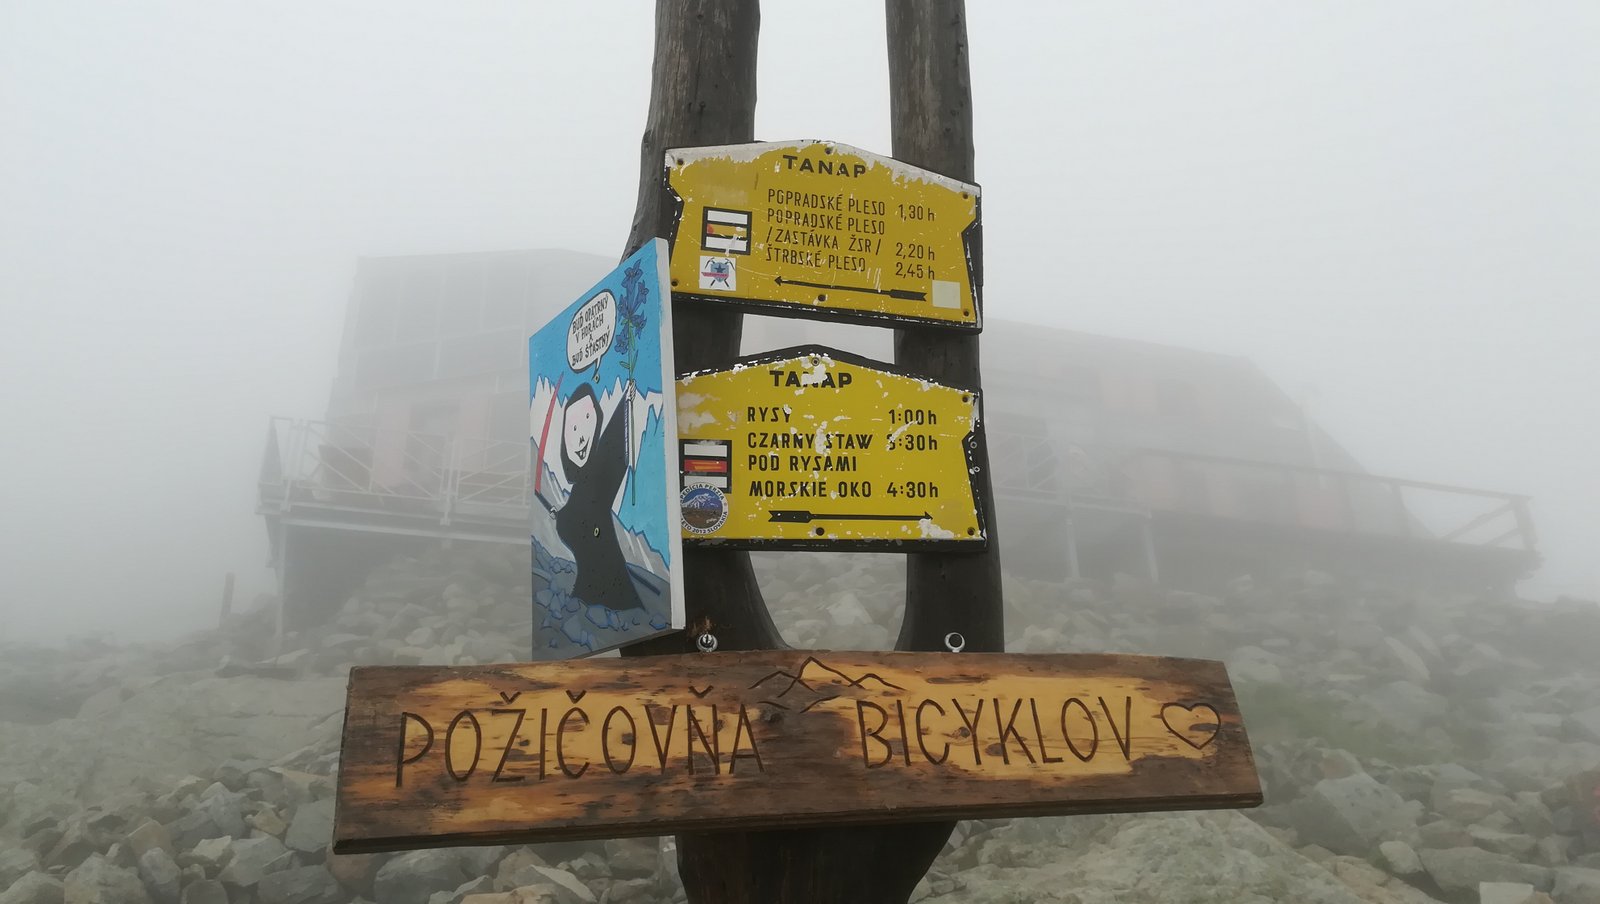 TANAP
POPRADSKÉ PLESO 1,30 h
POPRADSKÉ PLESO
/ZASTÁVKA ŽSR/ 2,20 h
ŠTRBSKÉ PLESO 2,45 h
BUĎ OPATRNÝ
V HORÁCH
A
BUĎ ŠŤASTNÝ
TANAP
RYSY 1:00h
CZARNY STAW 3:30h
POD RYSAMI
MORSKIE OKO 4:30h
POŽIČOVŇA BICYKLOV